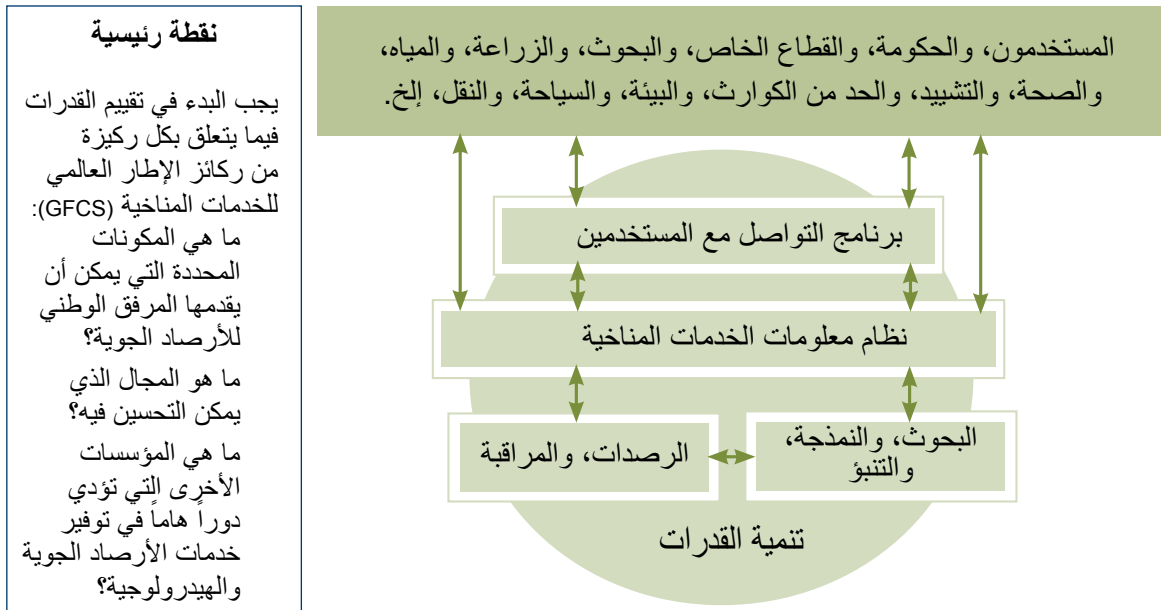 نقطة رئيسية
يجب البدء في تقييم القدرات
فيما يتعلق بكل ركيزة
من ركائز الإطار العالمي
للخدمات المناخية (GFCS):
ما هي المكونات
المحددة التي يمكن أن
يقدمها المرفق الوطني
للأرصاد الجوية؟
ما هو المجال الذي
يمكن التحسين فيه؟
ما هي المؤسسات
الأخرى التي تؤدي
دوراً هاماً في توفير
خدمات الأرصاد الجوية
والهيدرولوجية؟
المستخدمون، والحكومة، والقطاع الخاص، والبحوث، والزراعة، والمياه،
والصحة، والتشييد، والحد من الكوارث، والبيئة، والسياحة، والنقل، إلخ.
برنامج التواصل مع المستخدمين
نظام معلومات الخدمات المناخية
البحوث، والنمذجة،
والتنبؤ
الرصدات، والمراقبة
تنمية القدرات